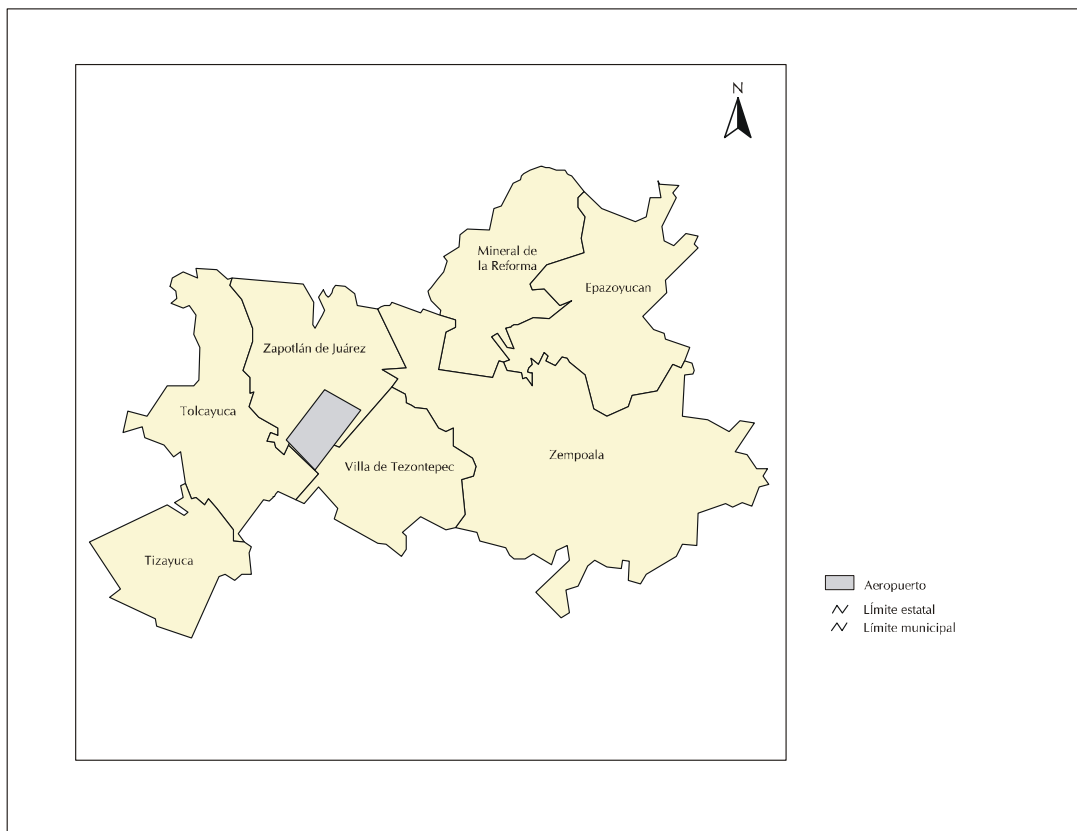 N
Mineral de
la Reforma
Epazoyucan
Zapotlán de Juárez
Tolcayuca
Villa de Tezontepec
Zempoala
Tizayuca
Aeropuerto
LÍmite estatal
Límite municipal